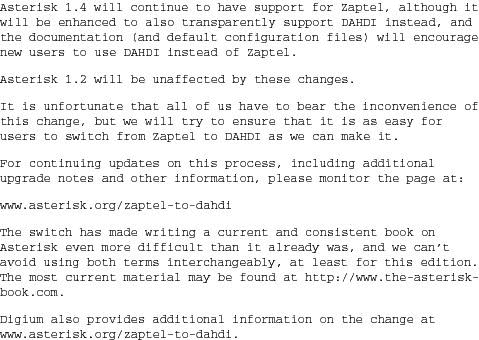 Asterisk 1.4 will continue to have support for Zaptel, although it
will be enhanced to also transparently support DAHDI instead, and
the documentation (and default configuration files) will encourage
new users to use DAHDI instead of Zaptel.
Asterisk 1.2 will be unaffected by these changes.
It is unfortunate that all of us have to bear the inconvenience of
this change, but we will try to ensure that it is as easy for
users to switch from Zaptel to DAHDI as we can make it.
For continuing updates on this process, including additional
upgrade notes and other information, please monitor the page at:
www.asterisk.org/zaptel-to-dahdi
The switch has made writing a current and consistent book on
Asterisk even more difficult than it already was, and we can't
avoid using both terms interchangeably, at least for this edition.
The most current material may be found at http://www.the-asterisk-
book.com.
Digium also provides additional information on the change at
www.asterisk.org/zaptel-to-dahdi.